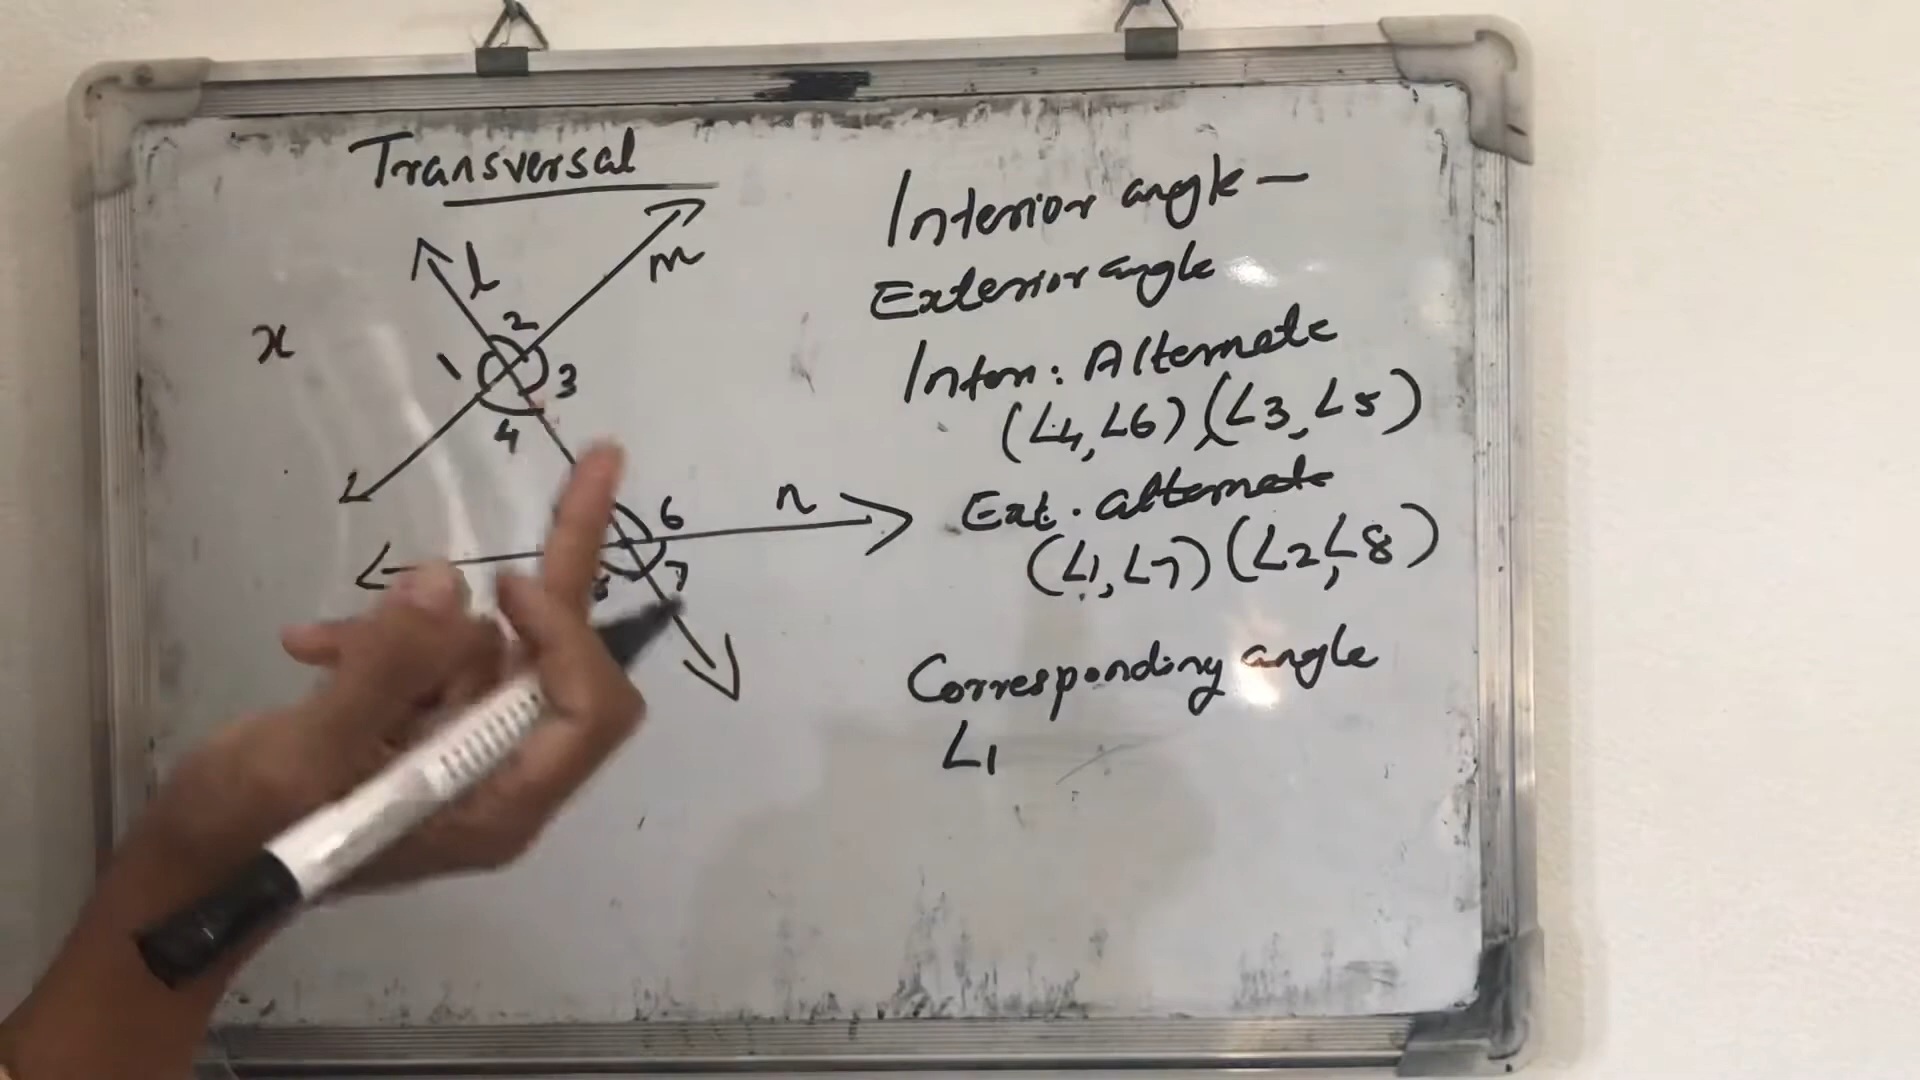 Transversal
l
m
x
2
1
3
4
n
6
7
Interior angle —
Exterior angle
Interi: Alternate
(∠4, ∠6), (∠3, ∠5)
Ext. alternate
(∠1, ∠7) (∠2, ∠8)
Corresponding angle
∠1